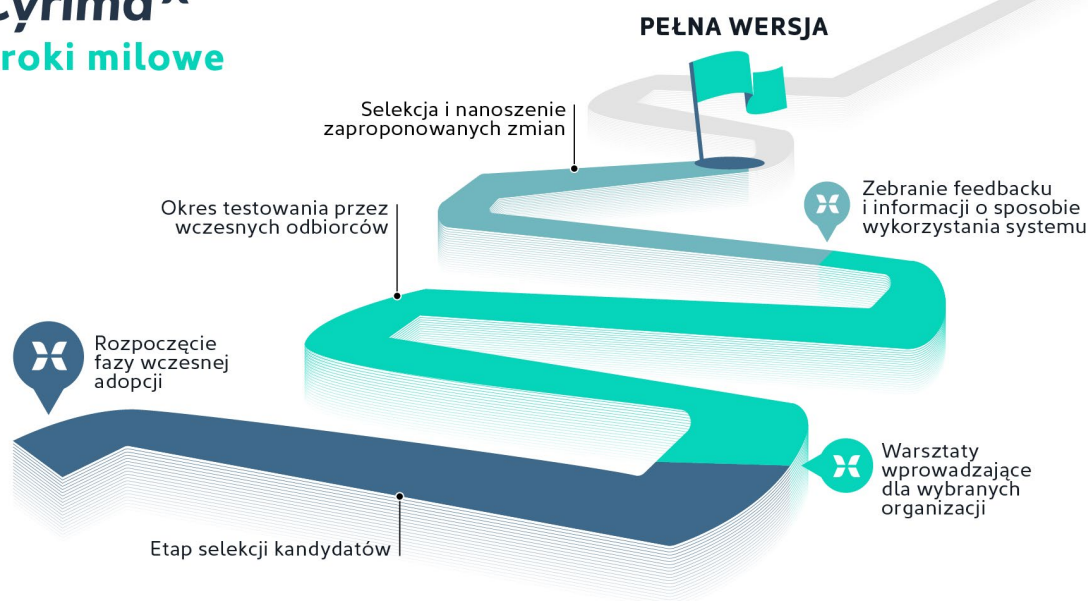 Cyrima
roki milowe
PEŁNA WERSJA
Selekcja i nanoszenie
zaproponowanych zmian
Zebranie feedbacku
i informacji o sposobie
wykorzystania systemu
Okres testowania przez
wczesnych odbiorców
Rozpoczęcie
fazy wczesnej
adopcji
Warsztaty
wprowadzające
dla wybranych
organizacji
Etap selekcji kandydatów